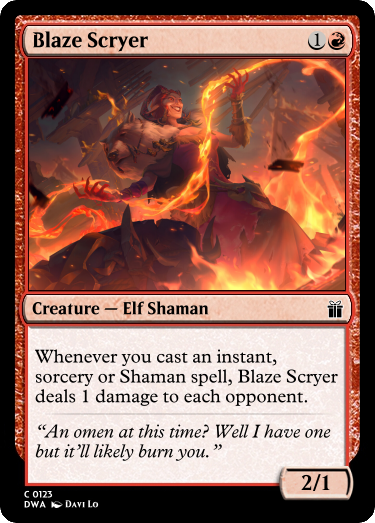 Blaze Scryer 1
Creature — Elf Shaman
Whenever you cast an instant,
sorcery or Shaman spell, Blaze Scryer
deals 1 damage to each opponent.
“An omen at this time? Well I have one
but it'll likely burn you.”
2/1
C 0123
DWA Davi Lo